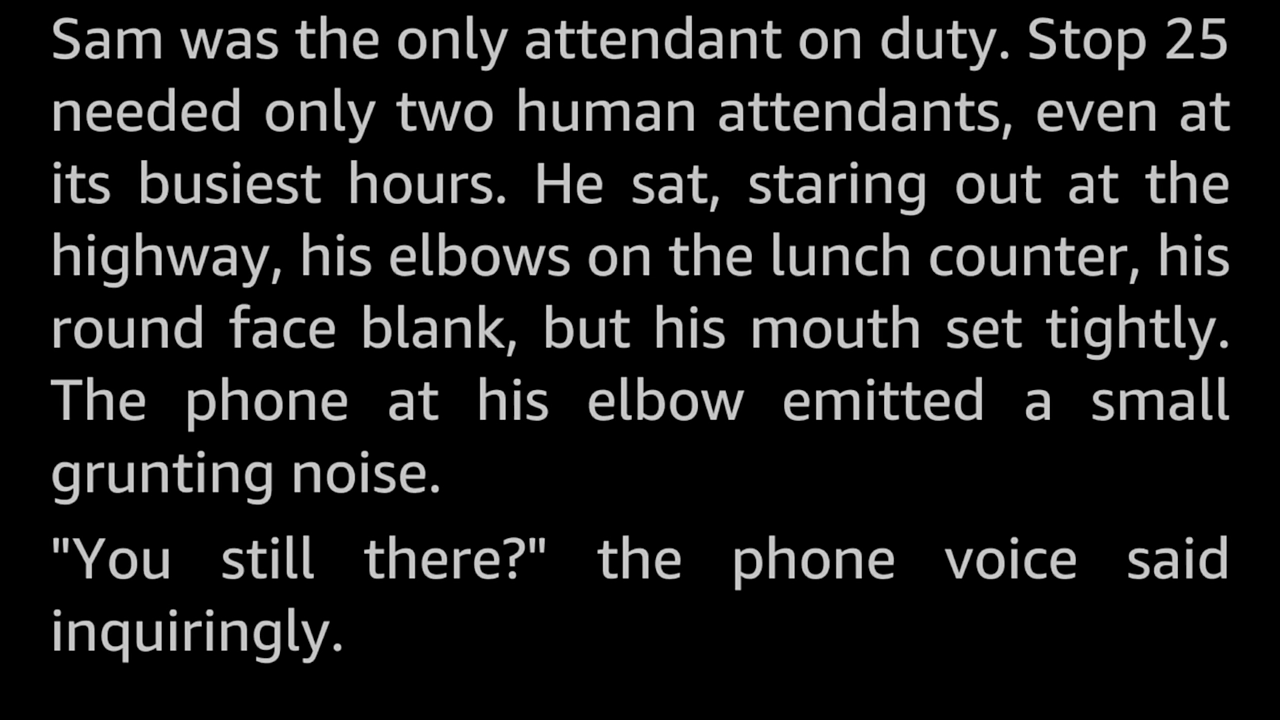 Sam was the only attendant on duty. Stop 25
needed only two human attendants, even at
its busiest hours. He sat, staring out at the
highway, his elbows on the lunch counter, his
round face blank, but his mouth set tightly.
The phone at his elbow emitted a small
grunting noise.
"You still there?" the phone voice said
inquiringly.